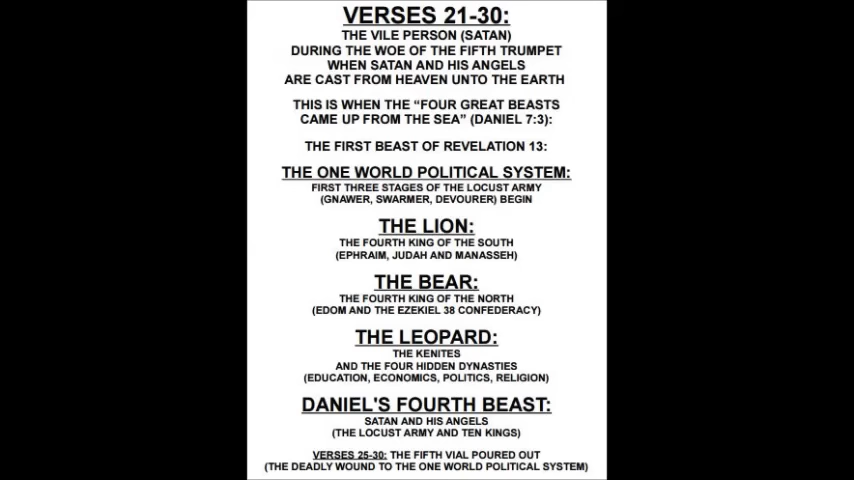 VERSES 21-30:
THE VILE PERSON (SATAN)
DURING THE WOE OF THE FIFTH TRUMPET
WHEN SATAN AND HIS ANGELS
ARE CAST FROM HEAVEN UNTO THE EARTH
THIS IS WHEN THE “FOUR GREAT BEASTS
CAME UP FROM THE SEA” (DANIEL 7:3):
THE FIRST BEAST OF REVELATION 13:
THE ONE WORLD POLITICAL SYSTEM:
FIRST THREE STAGES OF THE LOCUST ARMY
(GNAWER, SWARMER, DEVOURER) BEGIN
THE LION:
THE FOURTH KING OF THE SOUTH
(EPHRAIM, JUDAH AND MANASSEH)
THE BEAR:
THE FOURTH KING OF THE NORTH
(EDOM AND THE EZEKIEL 38 CONFEDERACY)
THE LEOPARD:
THE KENITES
AND THE FOUR HIDDEN DYNASTIES
(EDUCATION, ECONOMICS, POLITICS, RELIGION)
DANIEL'S FOURTH BEAST:
SATAN AND HIS ANGELS
(THE LOCUST ARMY AND TEN KINGS)
VERSES 25-30: THE FIFTH VIAL POURED OUT
(THE DEADLY WOUND TO THE ONE WORLD POLITICAL SYSTEM)